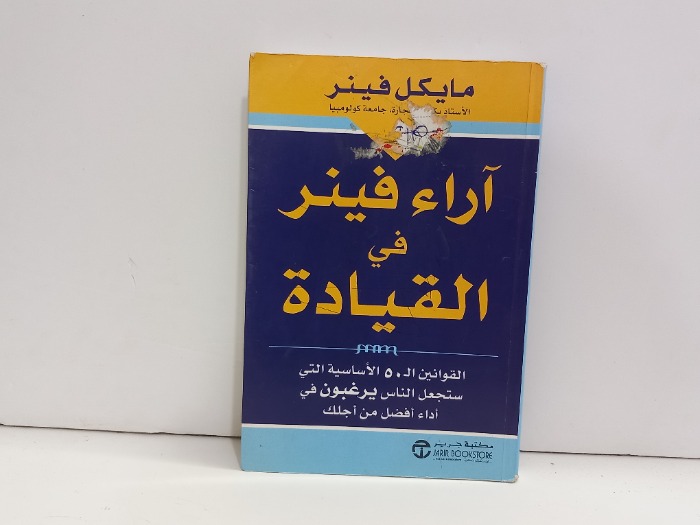 مايكل فينر
الأستاذ بك‍ التجارة، جامعة كولومبيا
آراء فينر
في
القيادة
القوانين الـ ٥٠ الأساسية التي
ستجعل الناس يرغبون في
أداء أفضل من أجلك
مكتبة جرير
JARIR BOOKSTORE